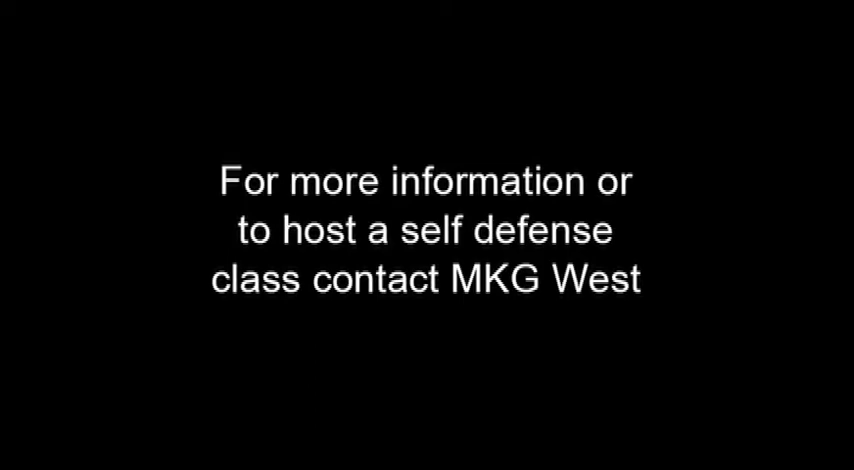 For more information or
to host a self defense
class contact MKG West